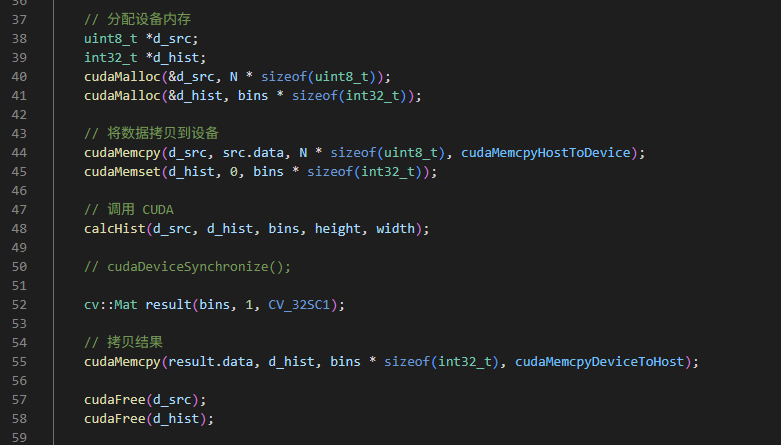 36
37 // 分配设备内存
38 uint8_t *d_src;
39 int32_t *d_hist;
40 cudaMalloc(&d_src, N * sizeof(uint8_t));
41 cudaMalloc(&d_hist, bins * sizeof(int32_t));
42
43 // 将数据拷贝到设备
44 cudaMemcpy(d_src, src.data, N * sizeof(uint8_t), cudaMemcpyHostToDevice);
45 cudaMemset(d_hist, 0, bins * sizeof(int32_t));
46
47 // 调用 CUDA
48 calcHist(d_src, d_hist, bins, height, width);
49
50 // cudaDeviceSynchronize();
51
52 cv::Mat result(bins, 1, CV_32SC1);
53
54 // 拷贝结果
55 cudaMemcpy(result.data, d_hist, bins * sizeof(int32_t), cudaMemcpyDeviceToHost);
56
57 cudaFree(d_src);
58 cudaFree(d_hist);
59